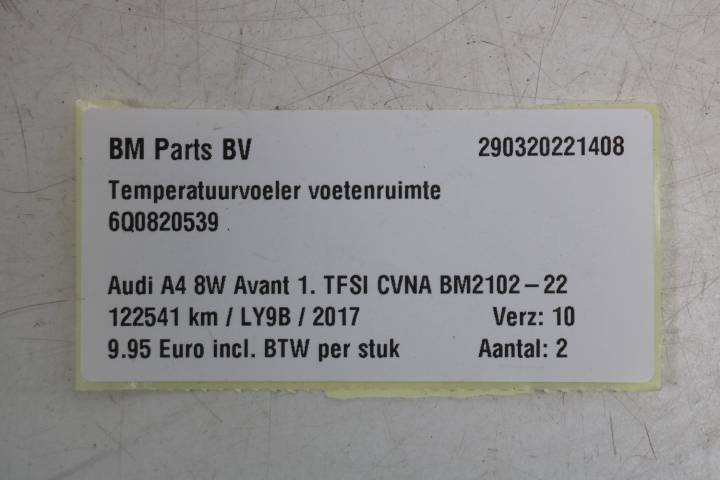 BM Parts BV 290320221408
Temperatuurvoeler voetenruimte
6Q0820539
Audi A4 8W Avant 1. TFSI CVNA BM2102-22
122541 km / LY9B / 2017 Verz: 10
9.95 Euro incl. BTW per stuk Aantal: 2